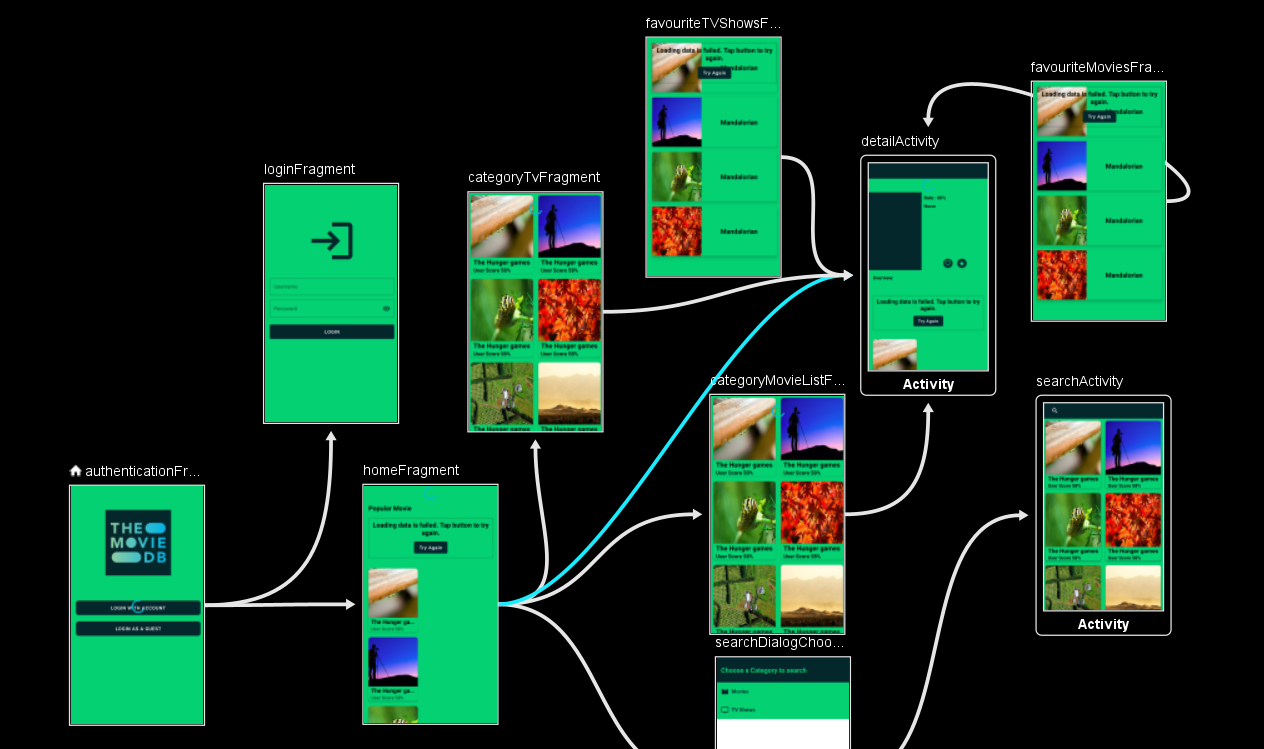 favouriteTVShowsF...
Loading data is failed. Tap button to try
again.
Mandalorian
Try Again
Mandalorian
Mandalorian
Mandalorian
favouriteMoviesFra...
Loading data is failed. Tap button to try
again.
Mandalorian
Try Again
Mandalorian
Mandalorian
Mandalorian
detailActivity
Name
Overview
Loading data is failed. Tap button to try
again.
Try Again
Activity
loginFragment
Username
Password
LOGIN
categoryTvFragment
The Hunger games
User Score 50%
The Hunger games
User Score 50%
The Hunger games
User Score 50%
The Hunger games
User Score 50%
The Hunger games
The Hunger games
categoryMovieListF...
The Hunger games
User Score 50%
The Hunger games
User Score 50%
The Hunger games
User Score 50%
The Hunger games
User Score 50%
The Hunger games
The Hunger games
searchActivity
The Hunger games
User Score 50%
The Hunger games
User Score 50%
The Hunger games
User Score 50%
The Hunger games
User Score 50%
Activity
authenticationFr...
THE
MOVIE
DB
LOGIN WITH ACCOUNT
LOGIN AS A GUEST
homeFragment
Popular Movie
Loading data is failed. Tap button to try
again.
Try Again
The Hunger ga...
User Score 50%
The Hunger ga...
User Score 50%
searchDialogChoo...
Choose a Category to search
Movies
TV Shows